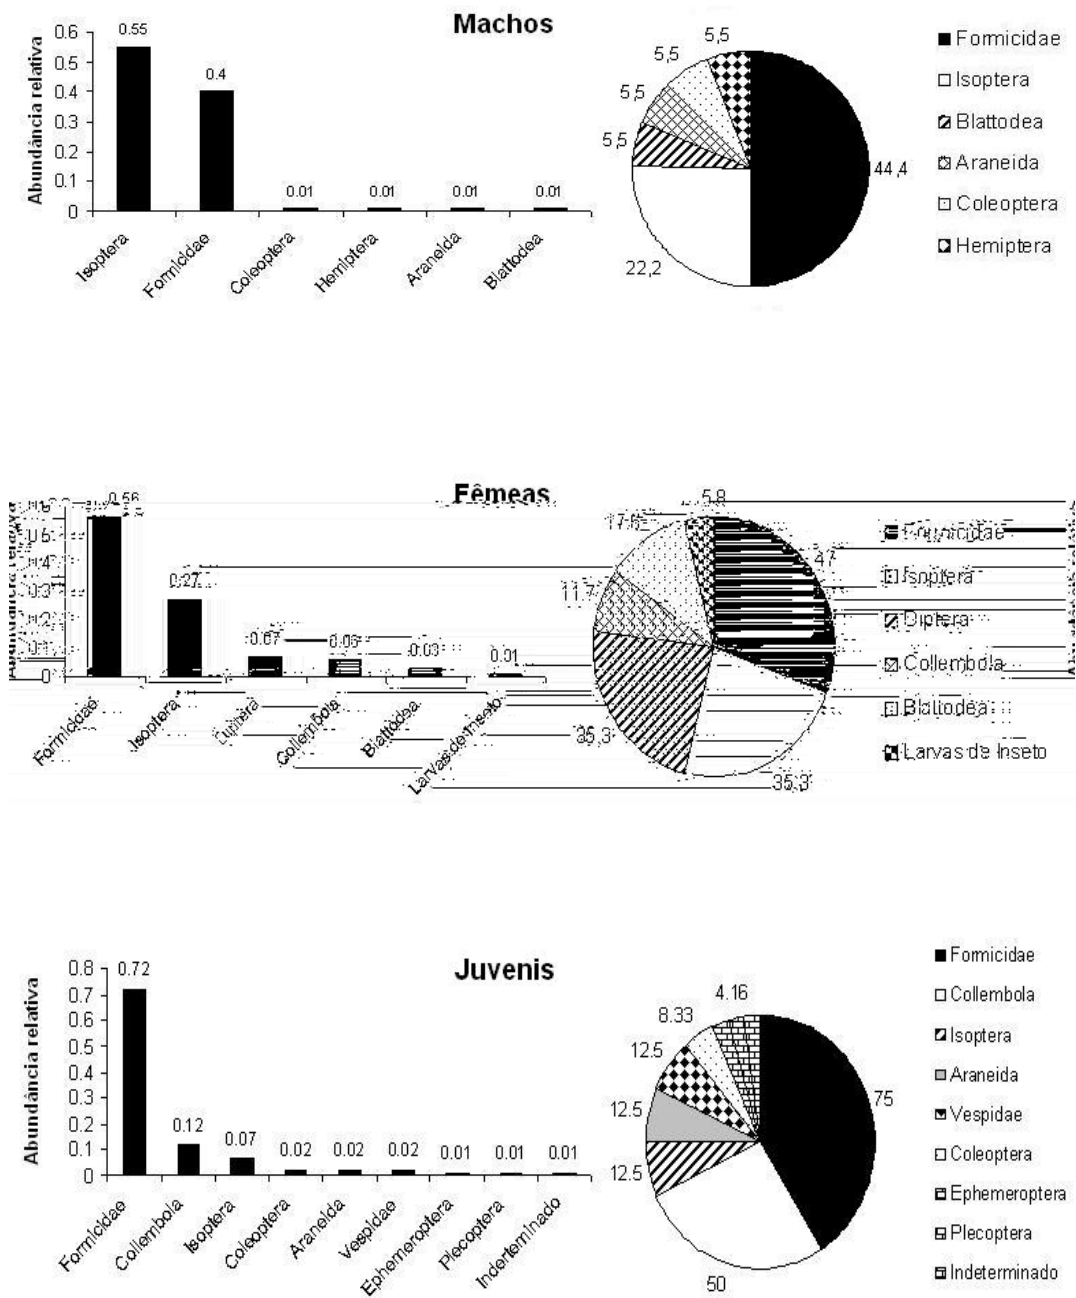 Machos
Abundância relativa
0.6
0.5
0.4
0.3
0.2
0.1
0
0.55
0.4
0.01
0.01
0.01
0.01
Isoptera
Formicidae
Coleoptera
Hemiptera
Araneida
Blattodea
5,5
5,5
5,5
5,5
44,4
22,2
Formicidae
Isoptera
Blattodea
Araneida
Coleoptera
Hemiptera
Fêmeas
0.56
0.27
0.07
0.06
0.03
0.01
Formicidae
Isoptera
Collembola
Blattodea
Larvas de Inseto
5,8
47
11,7
35,3
35,3
Formicidae
Isoptera
Diptera
Collembola
Blattodea
Larvas de Inseto
Juvenis
Abundância relativa
0.8
0.7
0.6
0.5
0.4
0.3
0.2
0.1
0
0.72
0.12
0.07
0.02
0.02
0.02
0.01
0.01
0.01
Formicidae
Collembola
Isoptera
Coleoptera
Araneida
Vespidae
Ephemeroptera
Plecoptera
Inderteminado
4.16
8.33
12.5
12.5
12.5
75
50
Formicidae
Collembola
Isoptera
Araneida
Vespidae
Coleoptera
Ephemeroptera
Plecoptera
Indeterminado